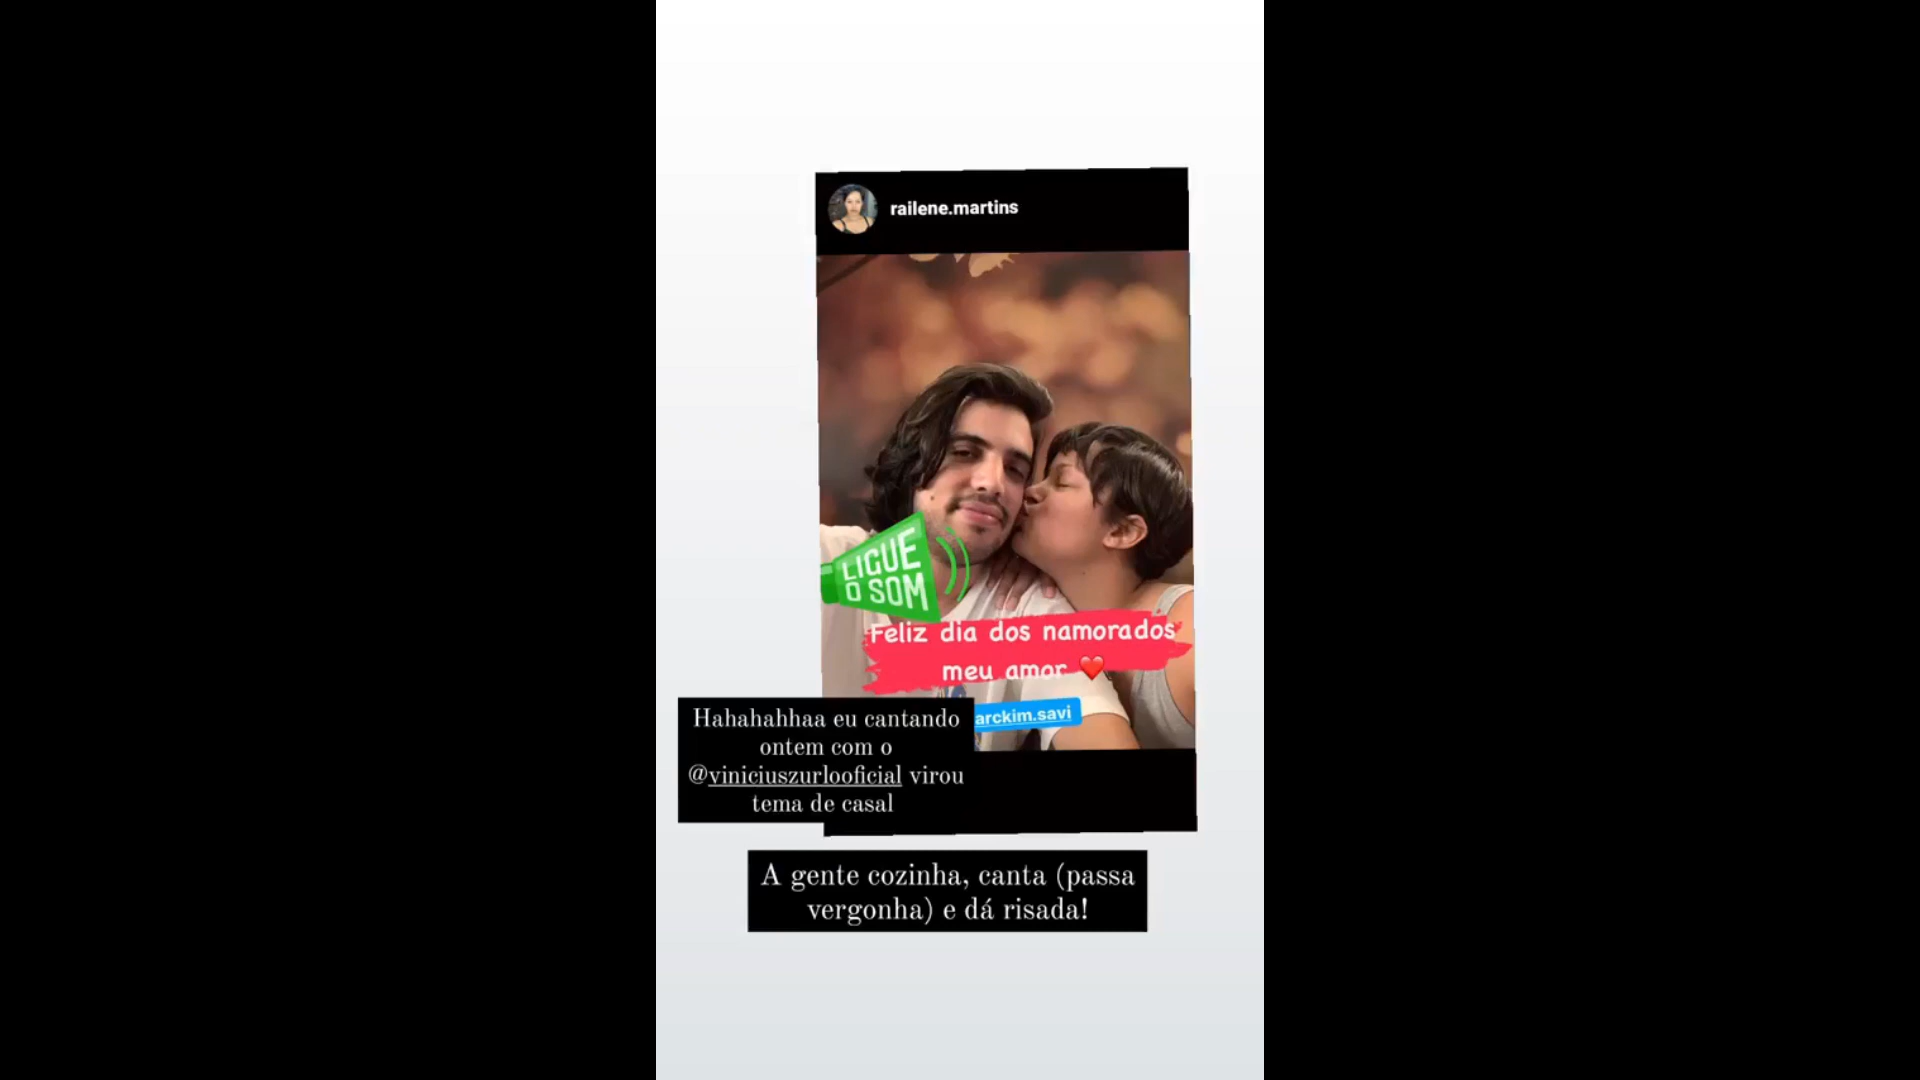 railene.martins
LIGUE
O SOM
Feliz dia dos namorados
meu amor ❤️
arckim.savi
Hahahahhaa eu cantando
ontem com o
@viniciuszurlooficial virou
tema de casal
A gente cozinha, canta (passa
vergonha) e dá risada!